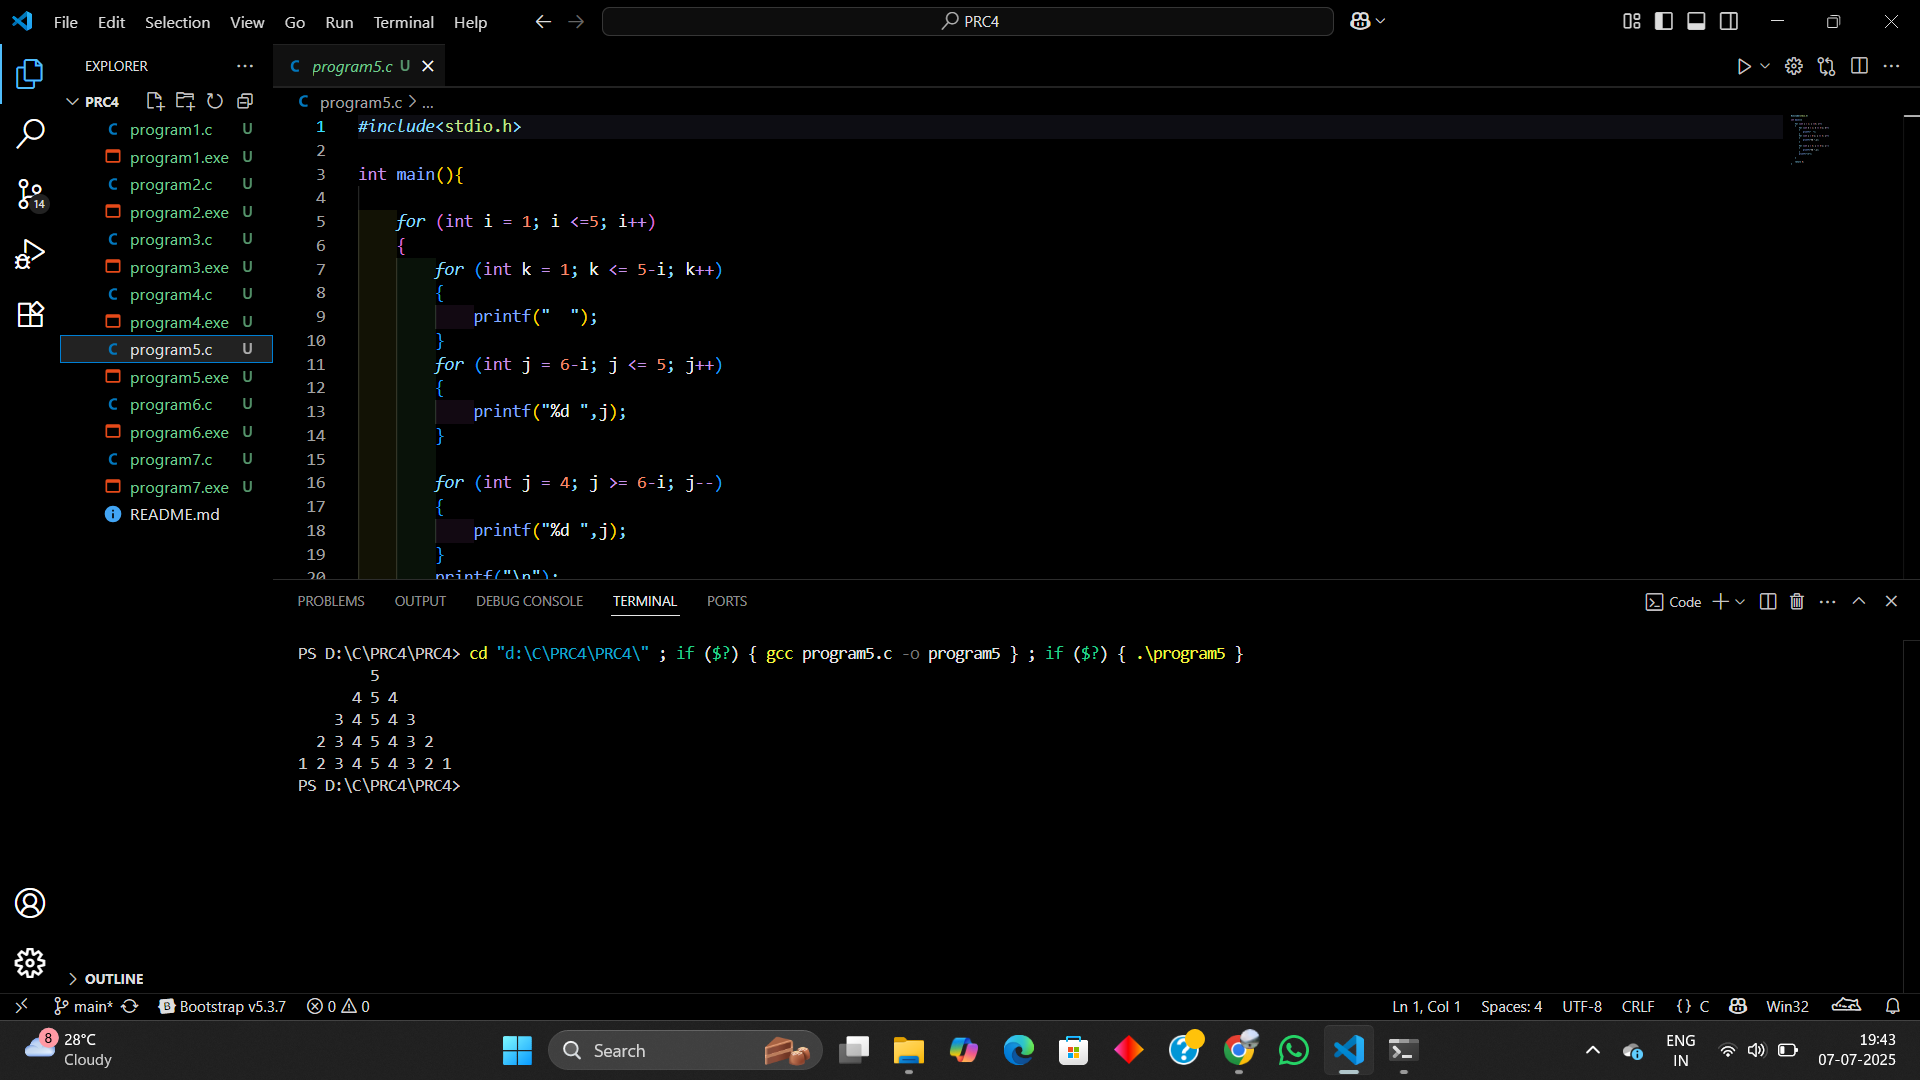 File Edit Selection View Go Run Terminal Help
PRC4
EXPLORER
PRC4
program1.c U
program1.exe U
program2.c U
program2.exe U
program3.c U
program3.exe U
program4.c U
program4.exe U
program5.c U
program5.exe U
program6.c U
program6.exe U
program7.c U
program7.exe U
README.md
14
OUTLINE
program5.c U
program5.c > ...
1 #include<stdio.h>
2
3 int main(){
4
5 for (int i = 1; i <=5; i++)
6 {
7 for (int k = 1; k <= 5-i; k++)
8 {
9 printf("  ");
10 }
11 for (int j = 6-i; j <= 5; j++)
12 {
13 printf("%d ",j);
14 }
15
16 for (int j = 4; j >= 6-i; j--)
17 {
18 printf("%d ",j);
19 }
20 printf("\n");
PROBLEMS OUTPUT DEBUG CONSOLE TERMINAL PORTS
Code
PS D:\C\PRC4\PRC4> cd "d:\C\PRC4\PRC4\" ; if ($?) { gcc program5.c -o program5 } ; if ($?) { .\program5 }
5
4 5 4
3 4 5 4 3
2 3 4 5 4 3 2
1 2 3 4 5 4 3 2 1
PS D:\C\PRC4\PRC4>
main* B Bootstrap v5.3.7 0 0
Ln 1, Col 1 Spaces: 4 UTF-8 CRLF {} C Win32
8
28°C
Cloudy
Search
ENG
IN
19:43
07-07-2025